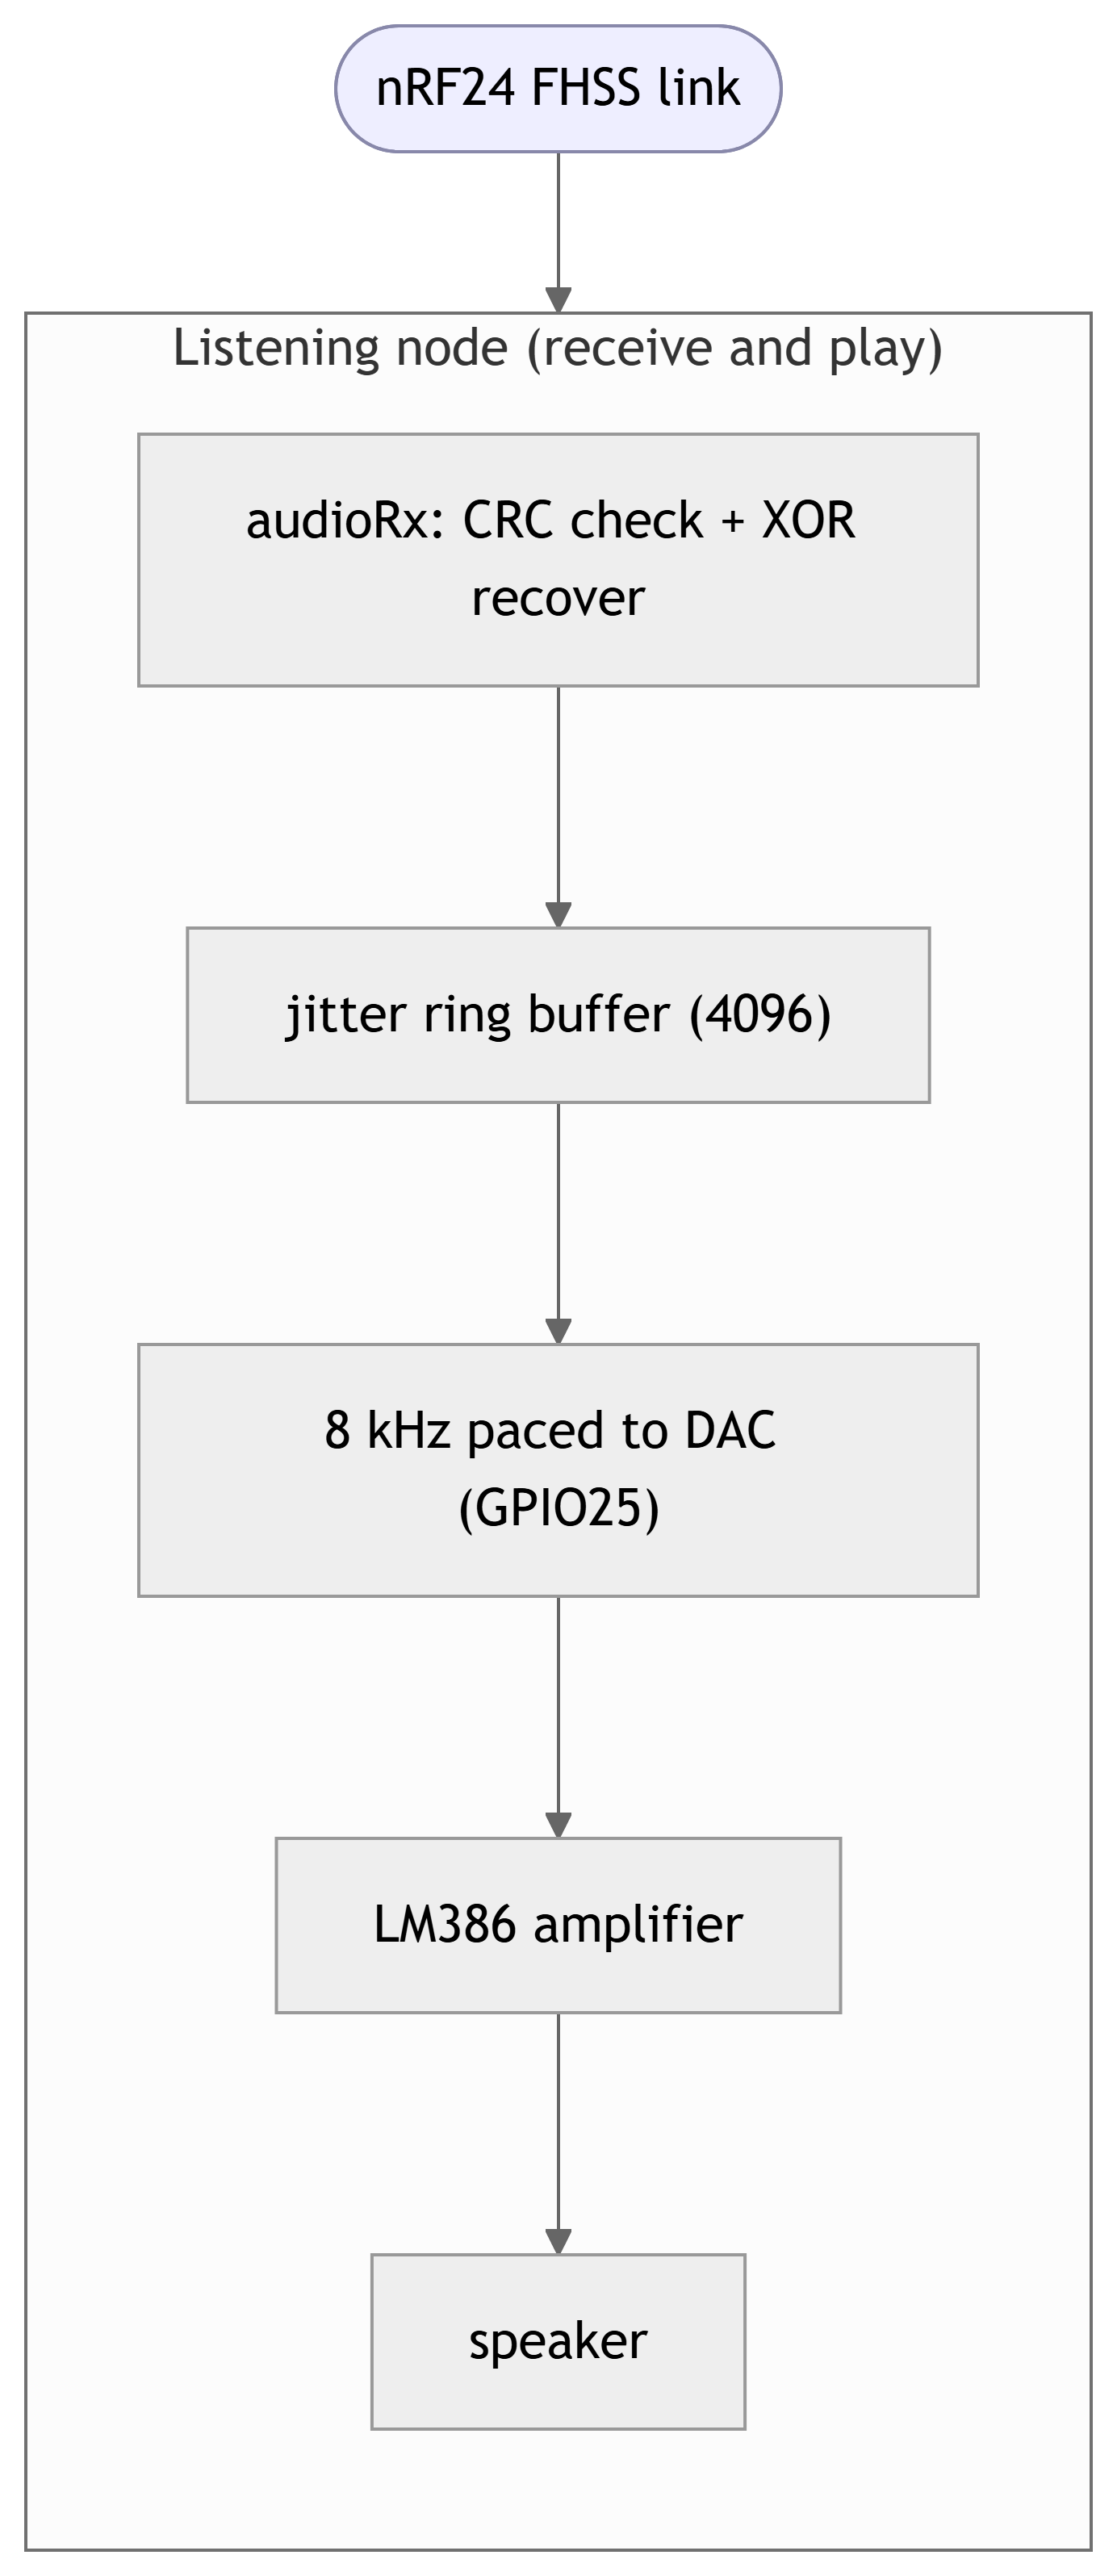 nRF24 FHSS link
Listening node (receive and play)
audioRx: CRC check + XOR
recover
jitter ring buffer (4096)
8 kHz paced to DAC
(GPIO25)
LM386 amplifier
speaker